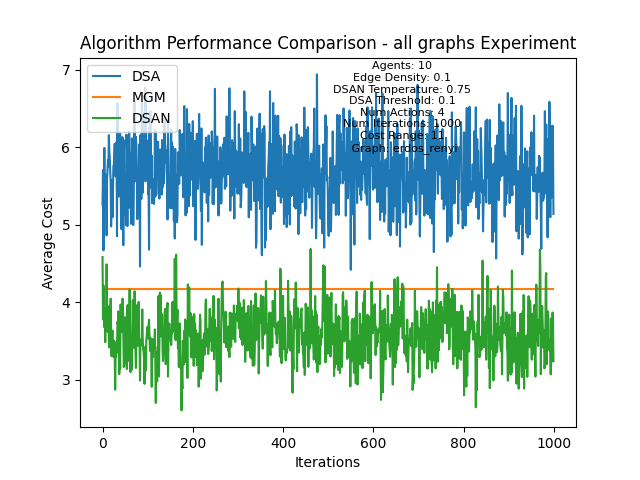 Algorithm Performance Comparison - all graphs Experiment
DSA
MGM
DSAN
Agents: 10
Edge Density: 0.1
DSAN Temperature: 0.75
DSA Threshold: 0.1
Num Actions: 4
Num Iterations: 1000
Cost Range: 11
Graph: erdos_renyi
Average Cost
7
6
5
4
3
0
200
400
600
800
1000
Iterations